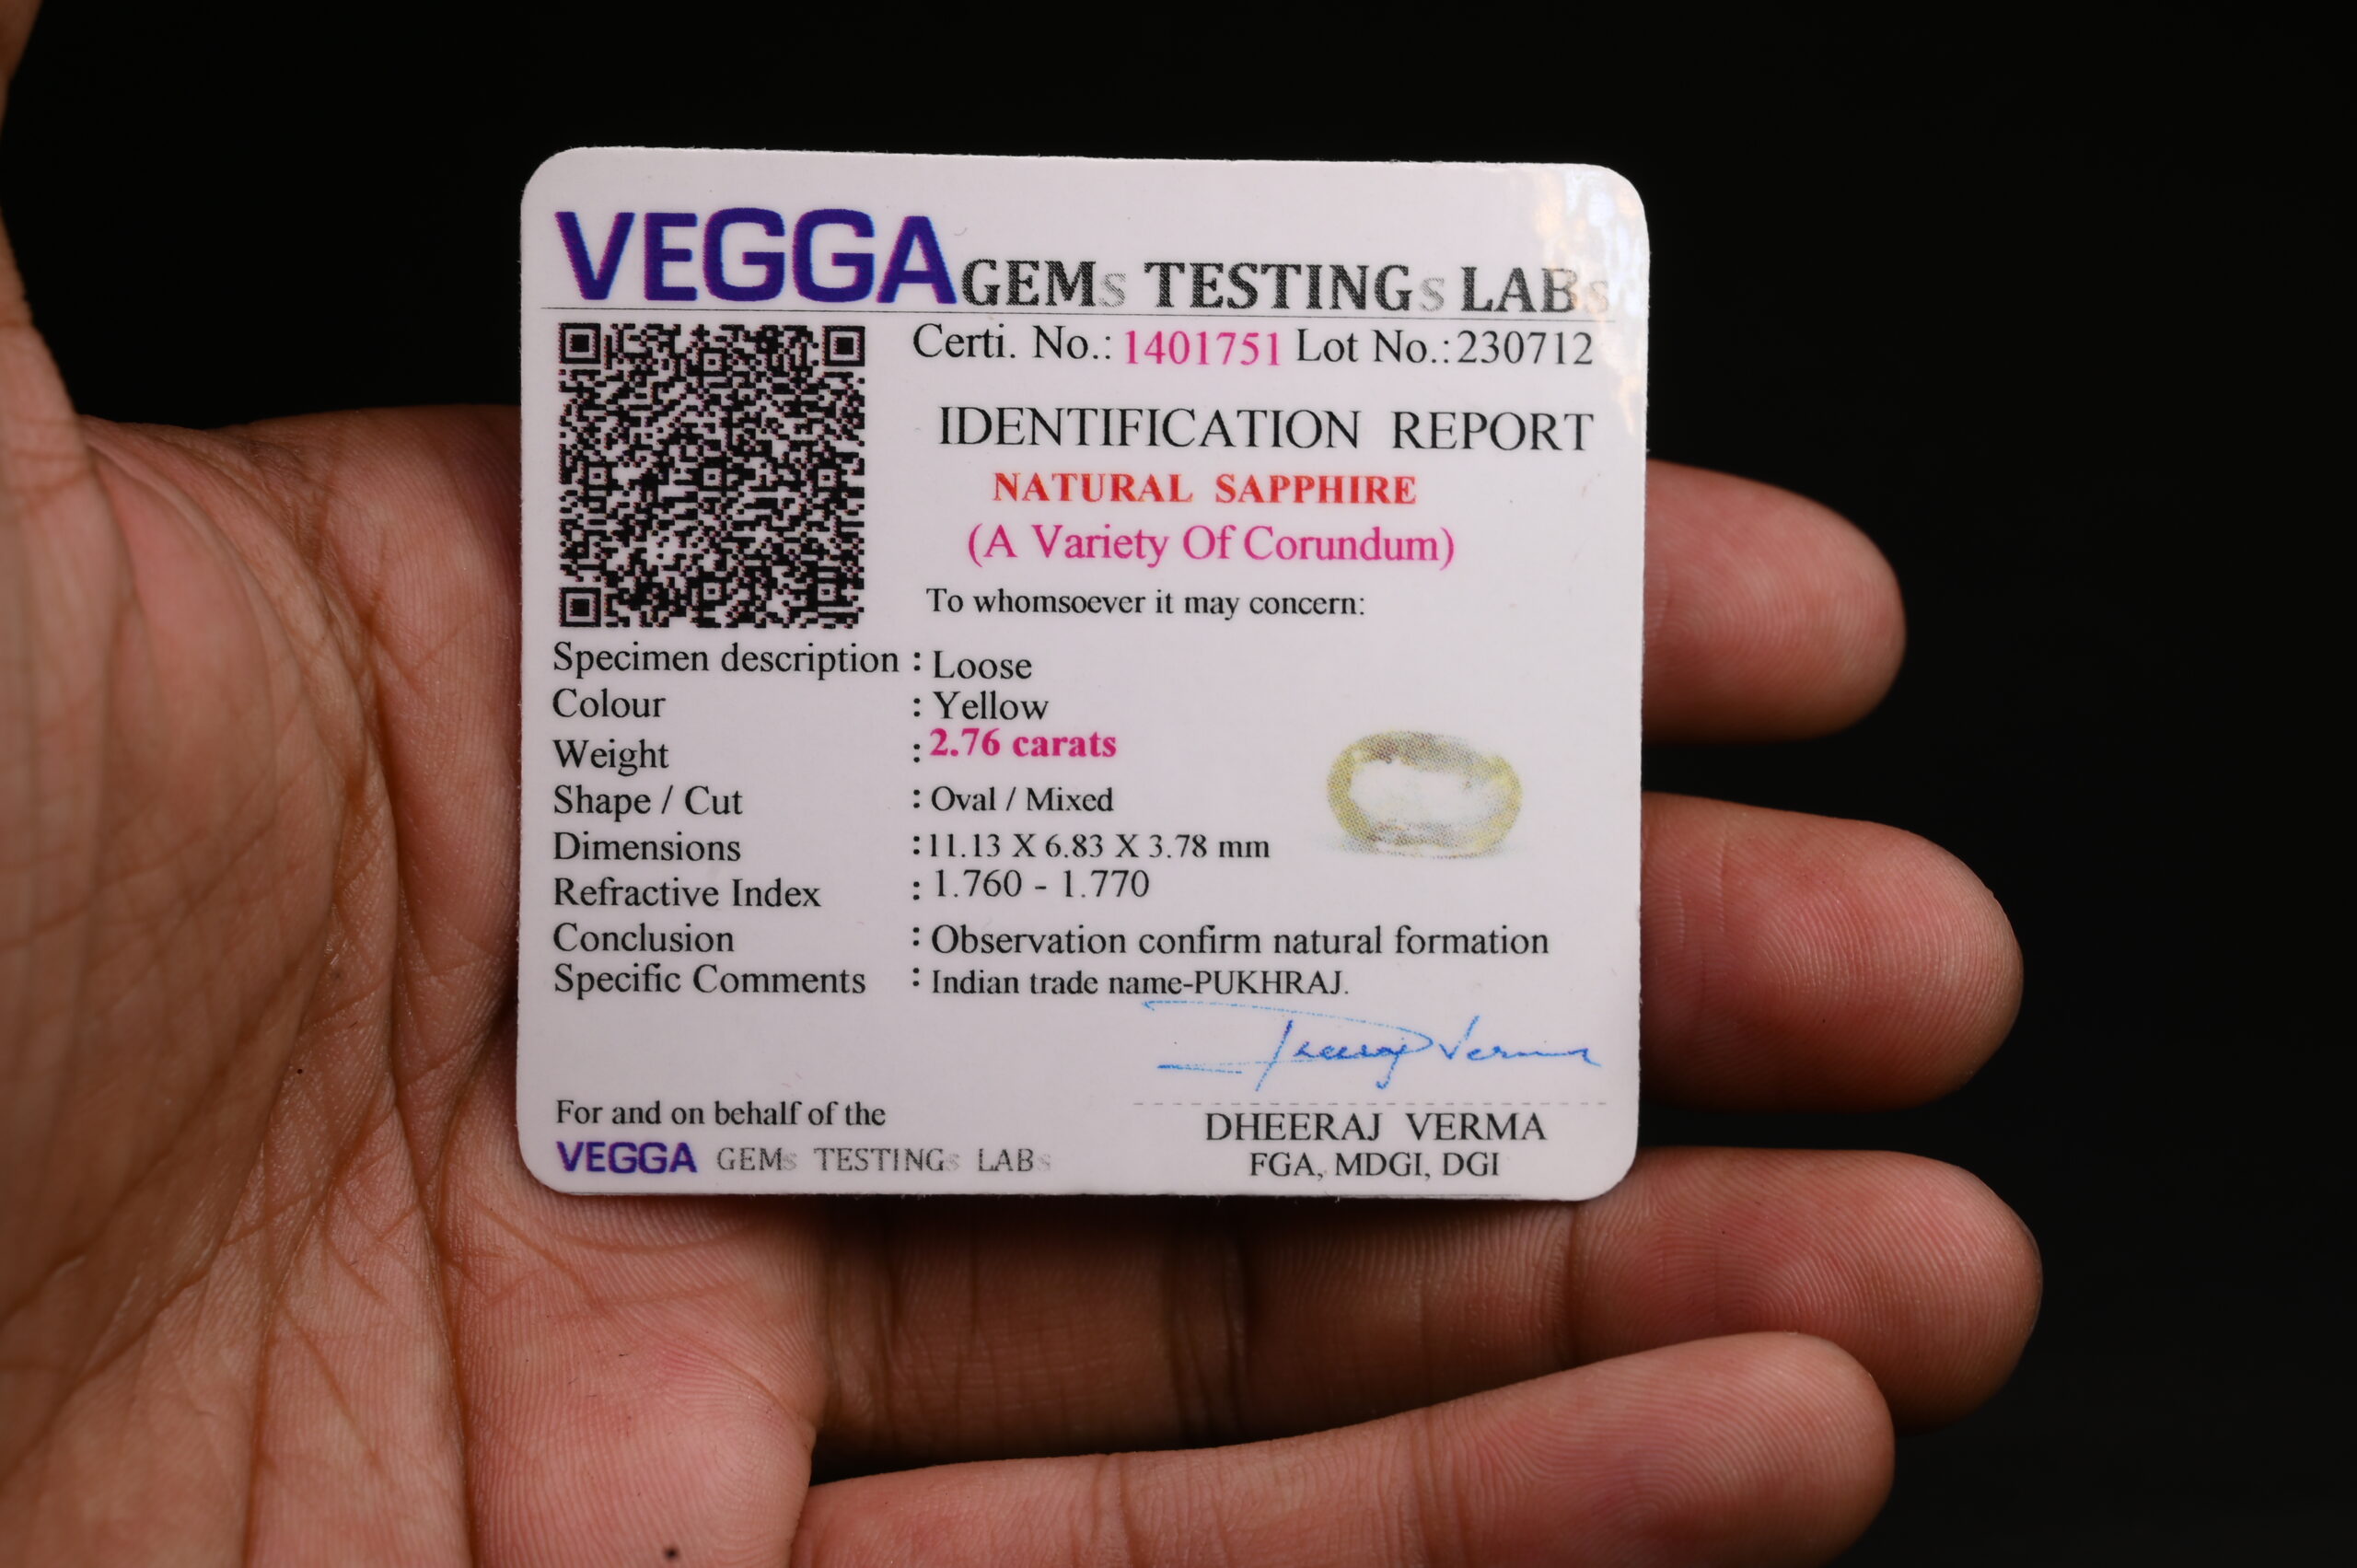 VEGGA GEMs TESTINGs LABs
Certi. No.: 1401751 Lot No.:230712
IDENTIFICATION REPORT
NATURAL SAPPHIRE
(A Variety Of Corundum)
To whomsoever it may concern:
Specimen description : Loose
Colour : Yellow
Weight : 2.76 carats
Shape / Cut : Oval / Mixed
Dimensions :11.13 X 6.83 X 3.78 mm
Refractive Index : 1.760 - 1.770
Conclusion : Observation confirm natural formation
Specific Comments : Indian trade name-PUKHRAJ.
Dheeraj Verma
For and on behalf of the
VEGGA GEMs TESTINGs LABs
DHEERAJ VERMA
FGA, MDGI, DGI